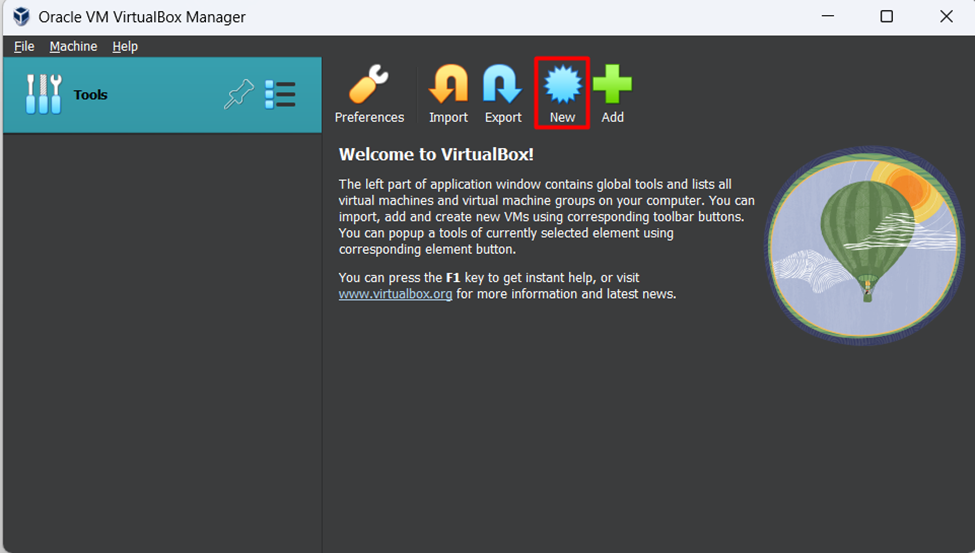 Oracle VM VirtualBox Manager
File Machine Help
Tools
Preferences Import Export New Add
Welcome to VirtualBox!
The left part of application window contains global tools and lists all
virtual machines and virtual machine groups on your computer. You can
import, add and create new VMs using corresponding toolbar buttons.
You can popup a tools of currently selected element using
corresponding element button.
You can press the F1 key to get instant help, or visit
www.virtualbox.org for more information and latest news.